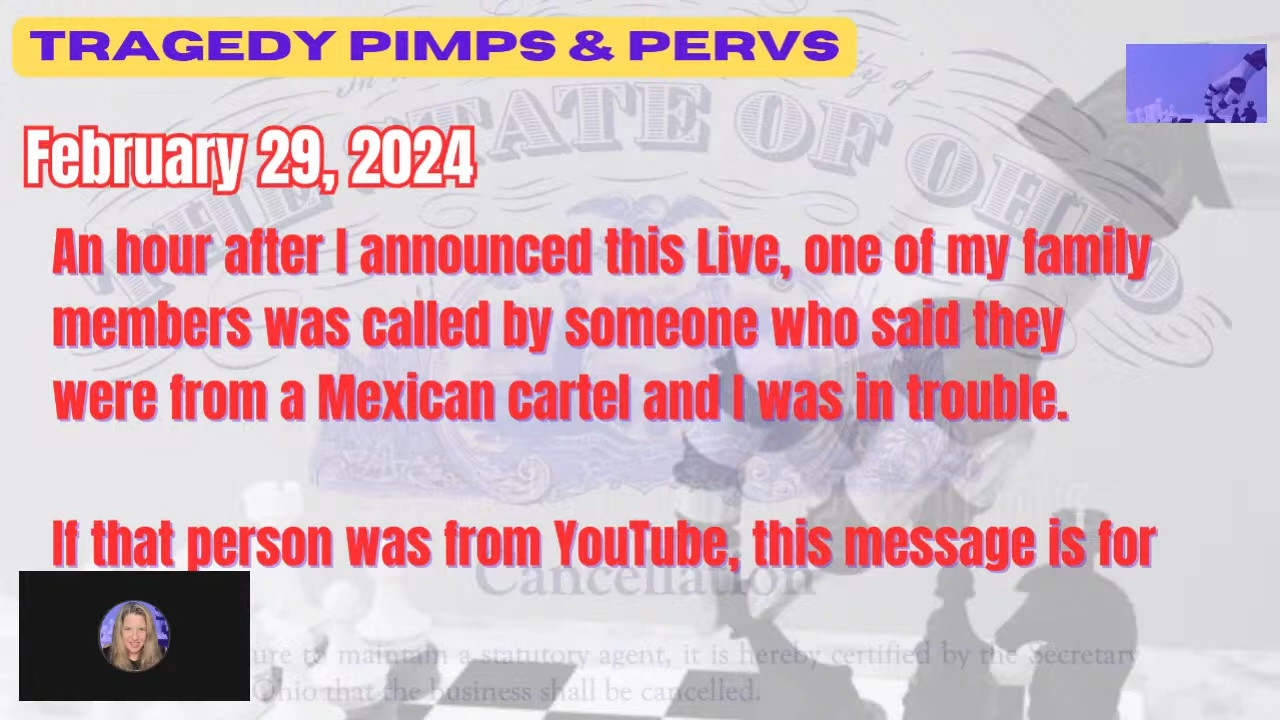 TRAGEDY PIMPS & PERVS
February 29, 2024
THE STATE OF OHIO
An hour after I announced this Live, one of my family
members was called by someone who said they
were from a Mexican cartel and I was in trouble.
If that person was from YouTube, this message is for
Cancellation
ure to maintain a statutory agent, it is hereby certified by the Secretary
Ohio that the business shall be cancelled.